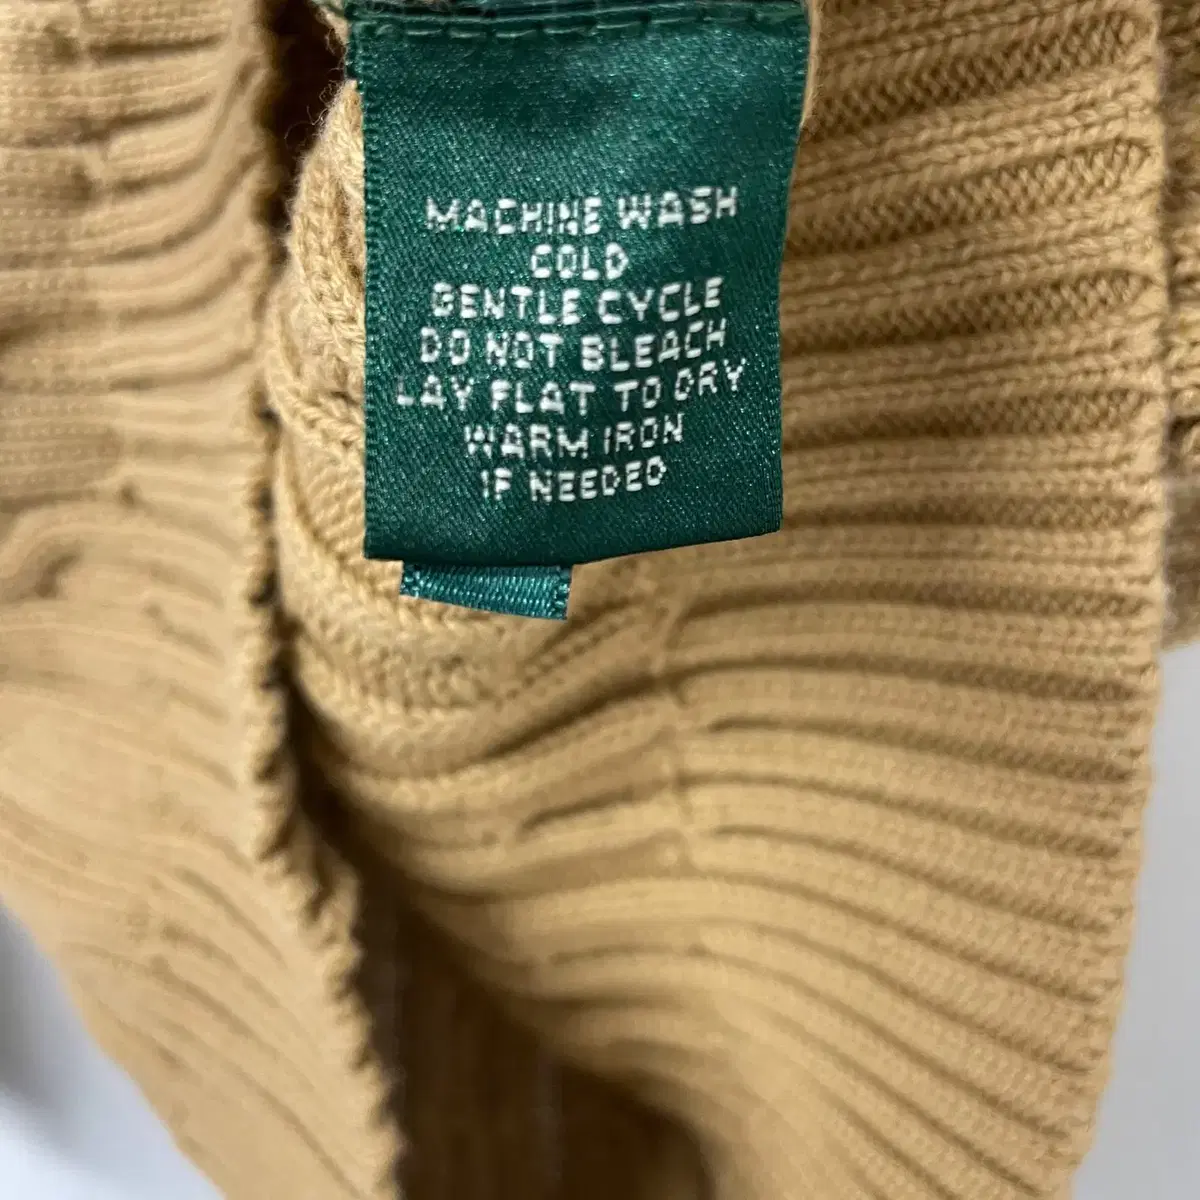 MACHINE WASH
COLD
GENTLE CYCLE
DO NOT BLEACH
LAY FLAT TO DRY
WARM IRON
IF NEEDED